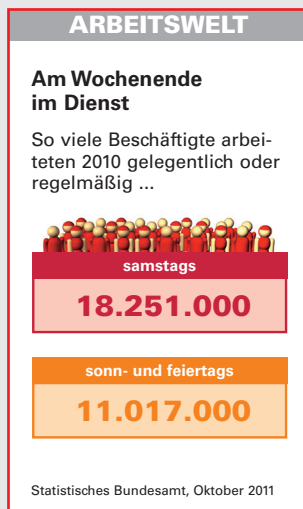 ARBEITSWELT
Am Wochenende
im Dienst
So viele Beschäftigte arbei-
teten 2010 gelegentlich oder
regelmäßig ...
samstags
18.251.000
sonn- und feiertags
11.017.000
Statistisches Bundesamt, Oktober 2011